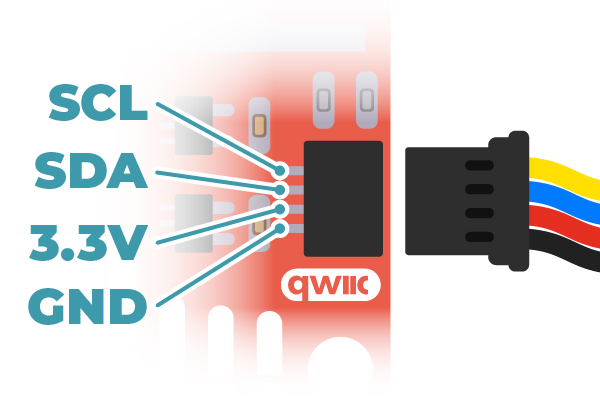 SCL
SDA
3.3V
GND
qwiic